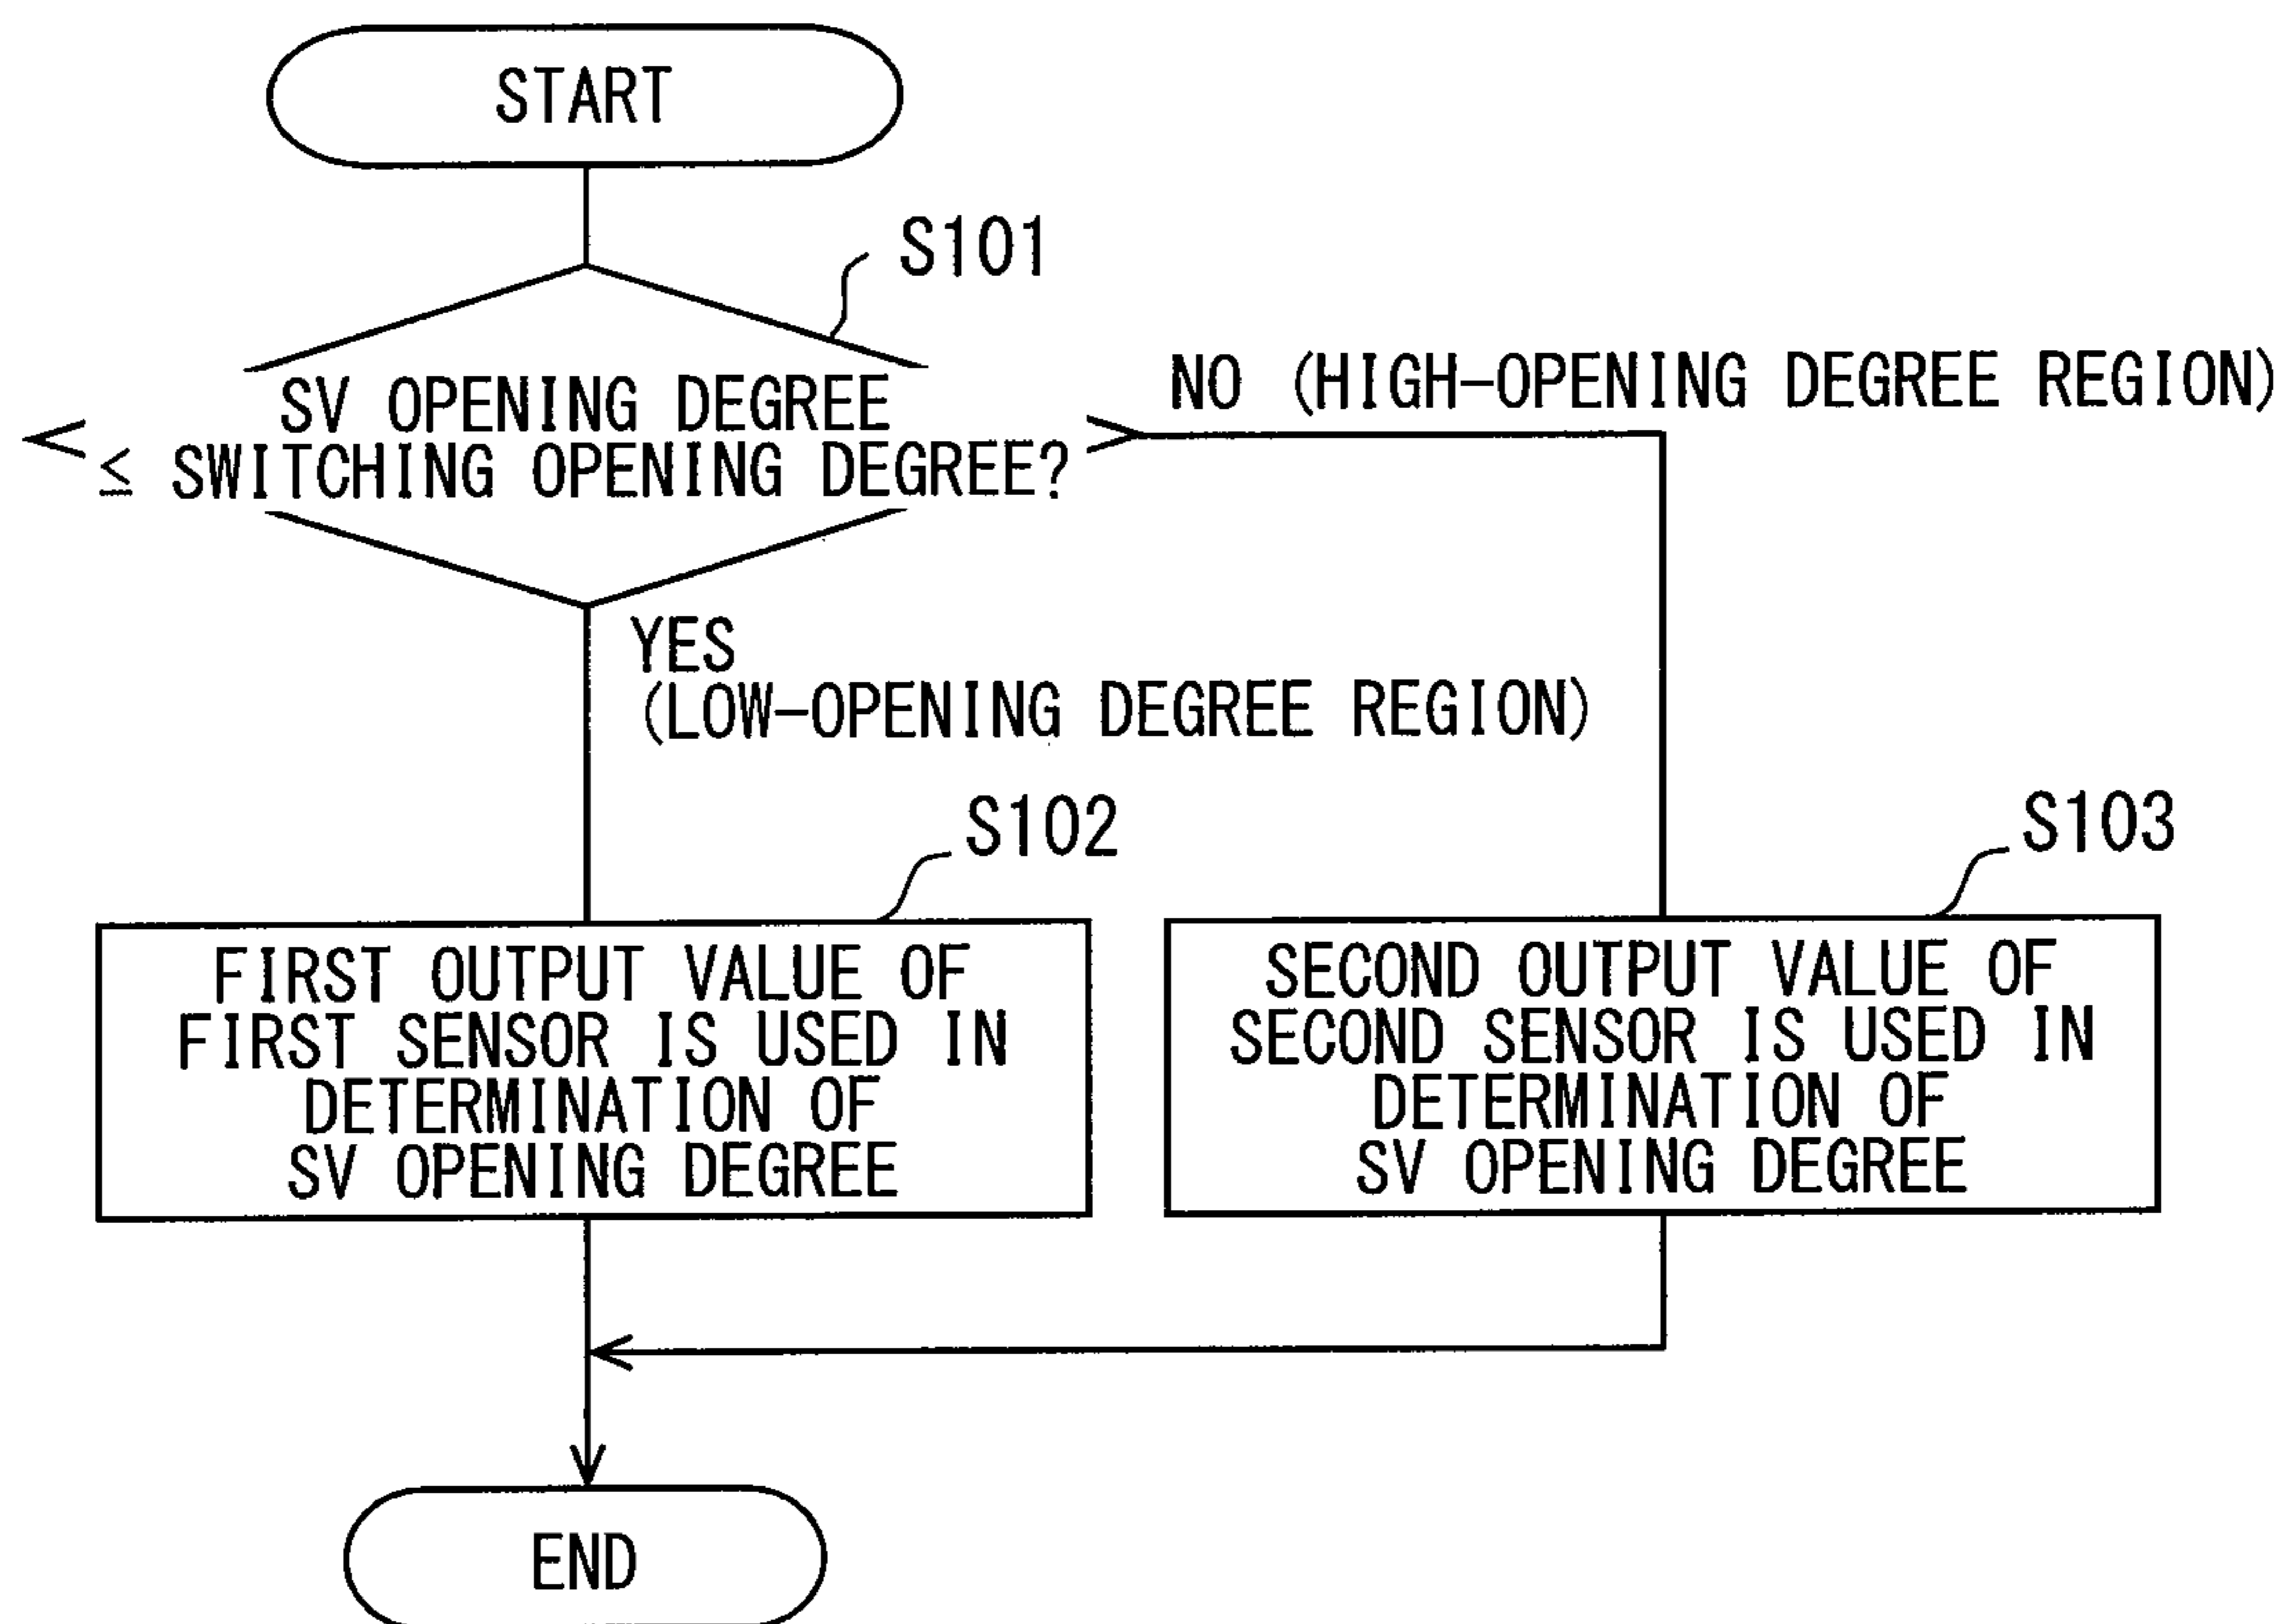 START
S101
SV OPENING DEGREE
≤ SWITCHING OPENING DEGREE?
NO (HIGH-OPENING DEGREE REGION)
YES
(LOW-OPENING DEGREE REGION)
S102
FIRST OUTPUT VALUE OF
FIRST SENSOR IS USED IN
DETERMINATION OF
SV OPENING DEGREE
S103
SECOND OUTPUT VALUE OF
SECOND SENSOR IS USED IN
DETERMINATION OF
SV OPENING DEGREE
END